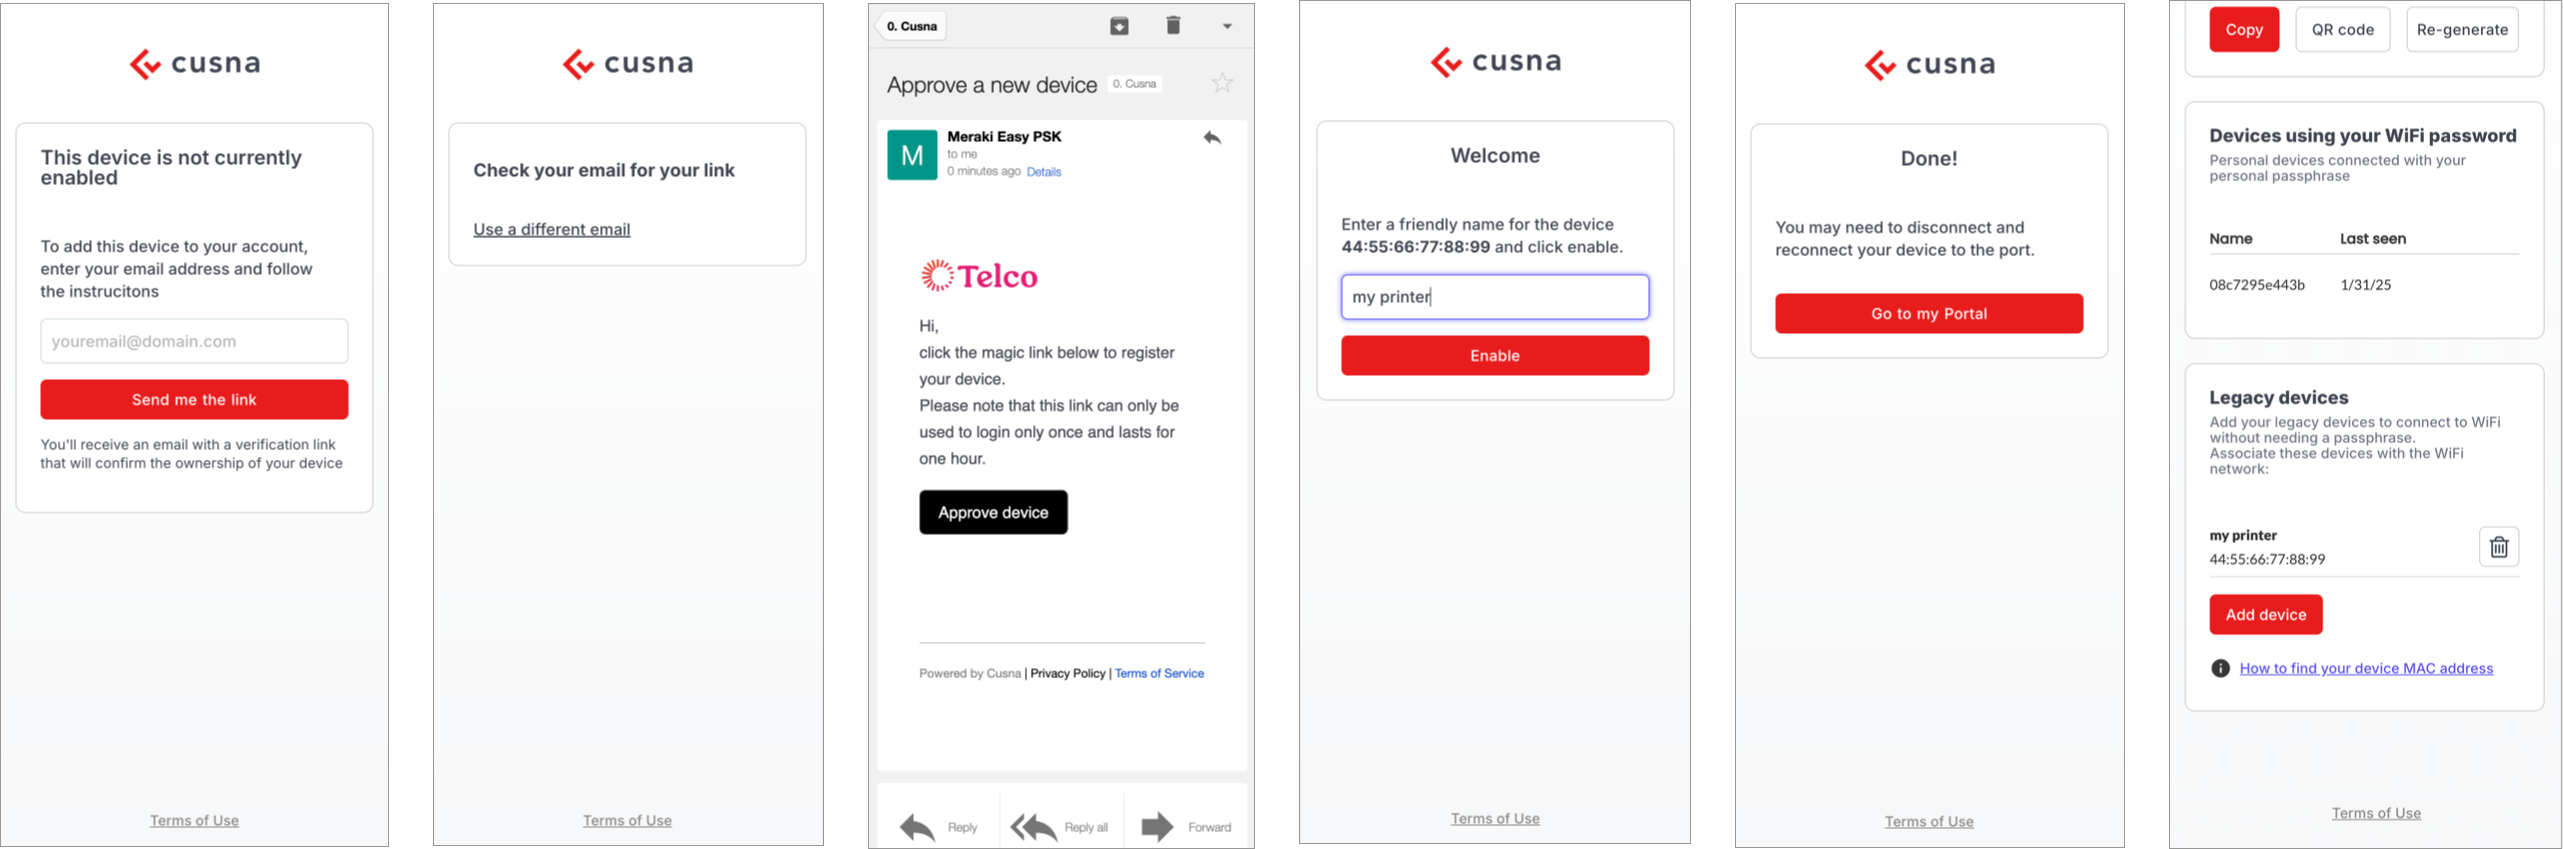 cusna
This device is not currently
enabled
To add this device to your account,
enter your email address and follow
the instrucitons
youremail@domain.com
Send me the link
You'll receive an email with a verification link
that will confirm the ownership of your device
Terms of Use
cusna
Check your email for your link
Use a different email
Terms of Use
0. Cusna
Approve a new device 0. Cusna
M
Meraki Easy PSK
to me
0 minutes ago Details
Telco
Hi,
click the magic link below to register
your device.
Please note that this link can only be
used to login only once and lasts for
one hour.
Approve device
Powered by Cusna | Privacy Policy | Terms of Service
Reply Reply all Forward
cusna
Welcome
Enter a friendly name for the device
44:55:66:77:88:99 and click enable.
my printer
Enable
Terms of Use
cusna
Done!
You may need to disconnect and
reconnect your device to the port.
Go to my Portal
Terms of Use
Copy QR code Re-generate
Devices using your WiFi password
Personal devices connected with your
personal passphrase
Name Last seen
08c7295e443b 1/31/25
Legacy devices
Add your legacy devices to connect to WiFi
without needing a passphrase.
Associate these devices with the WiFi
network:
my printer
44:55:66:77:88:99
Add device
How to find your device MAC address
Terms of Use